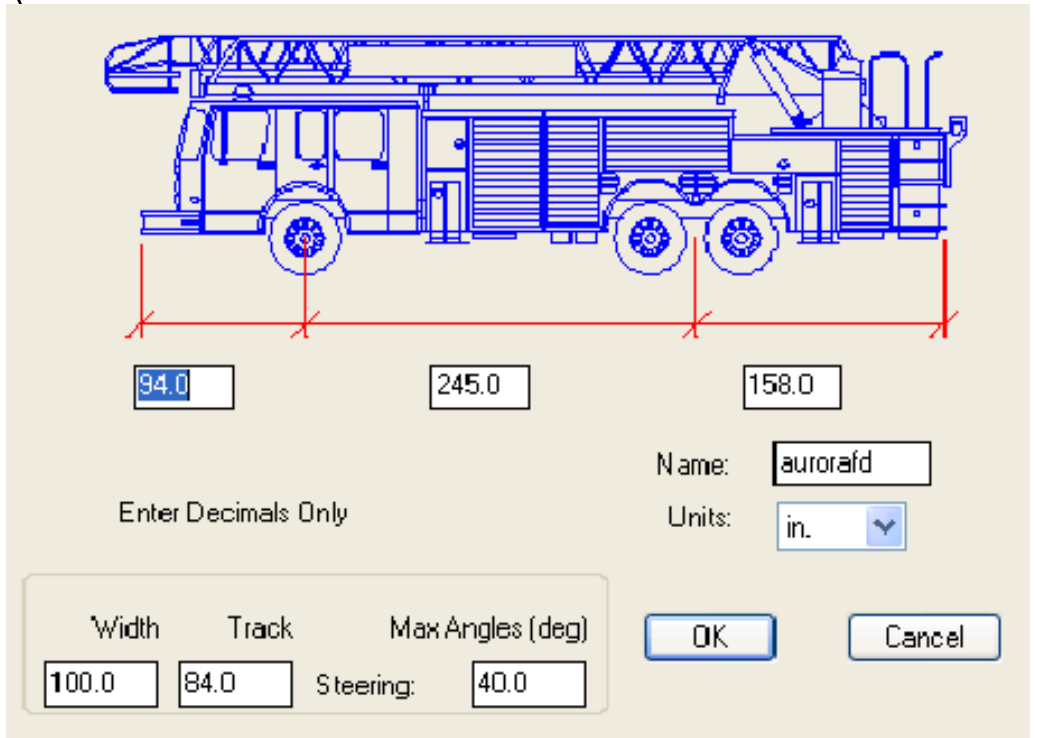 (
94.0 245.0 158.0
Name: aurorafd
Enter Decimals Only Units: in.
Width Track Max Angles (deg) OK Cancel
100.0 84.0 Steering: 40.0